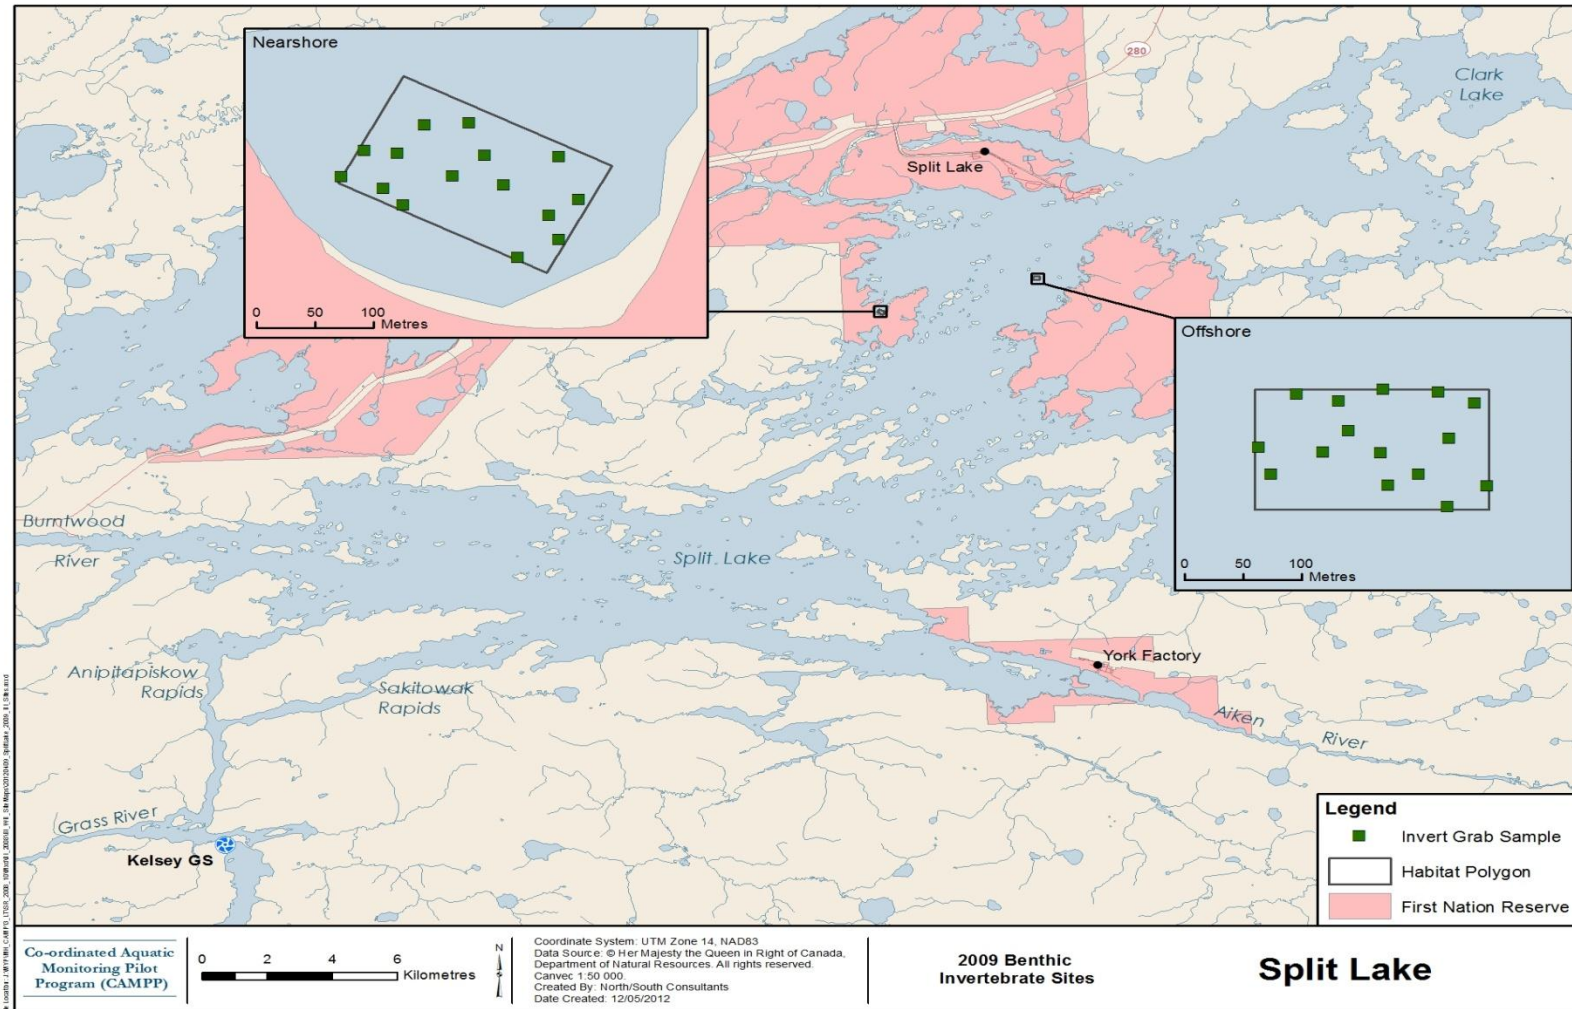 Nearshore
0 50 100
Metres
280
Clark
Lake
Split Lake
Offshore
0 50 100
Metres
Burntwood
River
Split Lake
Anipitapiskow
Rapids
Sakitowak
Rapids
York Factory
Aiken
River
Grass River
Kelsey GS
Legend
Invert Grab Sample
Habitat Polygon
First Nation Reserve
Co-ordinated Aquatic
Monitoring Pilot
Program (CAMPP)
0 2 4 6
Kilometres
N
Coordinate System: UTM Zone 14, NAD83
Data Source: © Her Majesty the Queen in Right of Canada,
Department of Natural Resources. All rights reserved.
Canvec 1:50 000.
Created By: North/South Consultants
Date Created: 12/05/2012
2009 Benthic
Invertebrate Sites
Split Lake